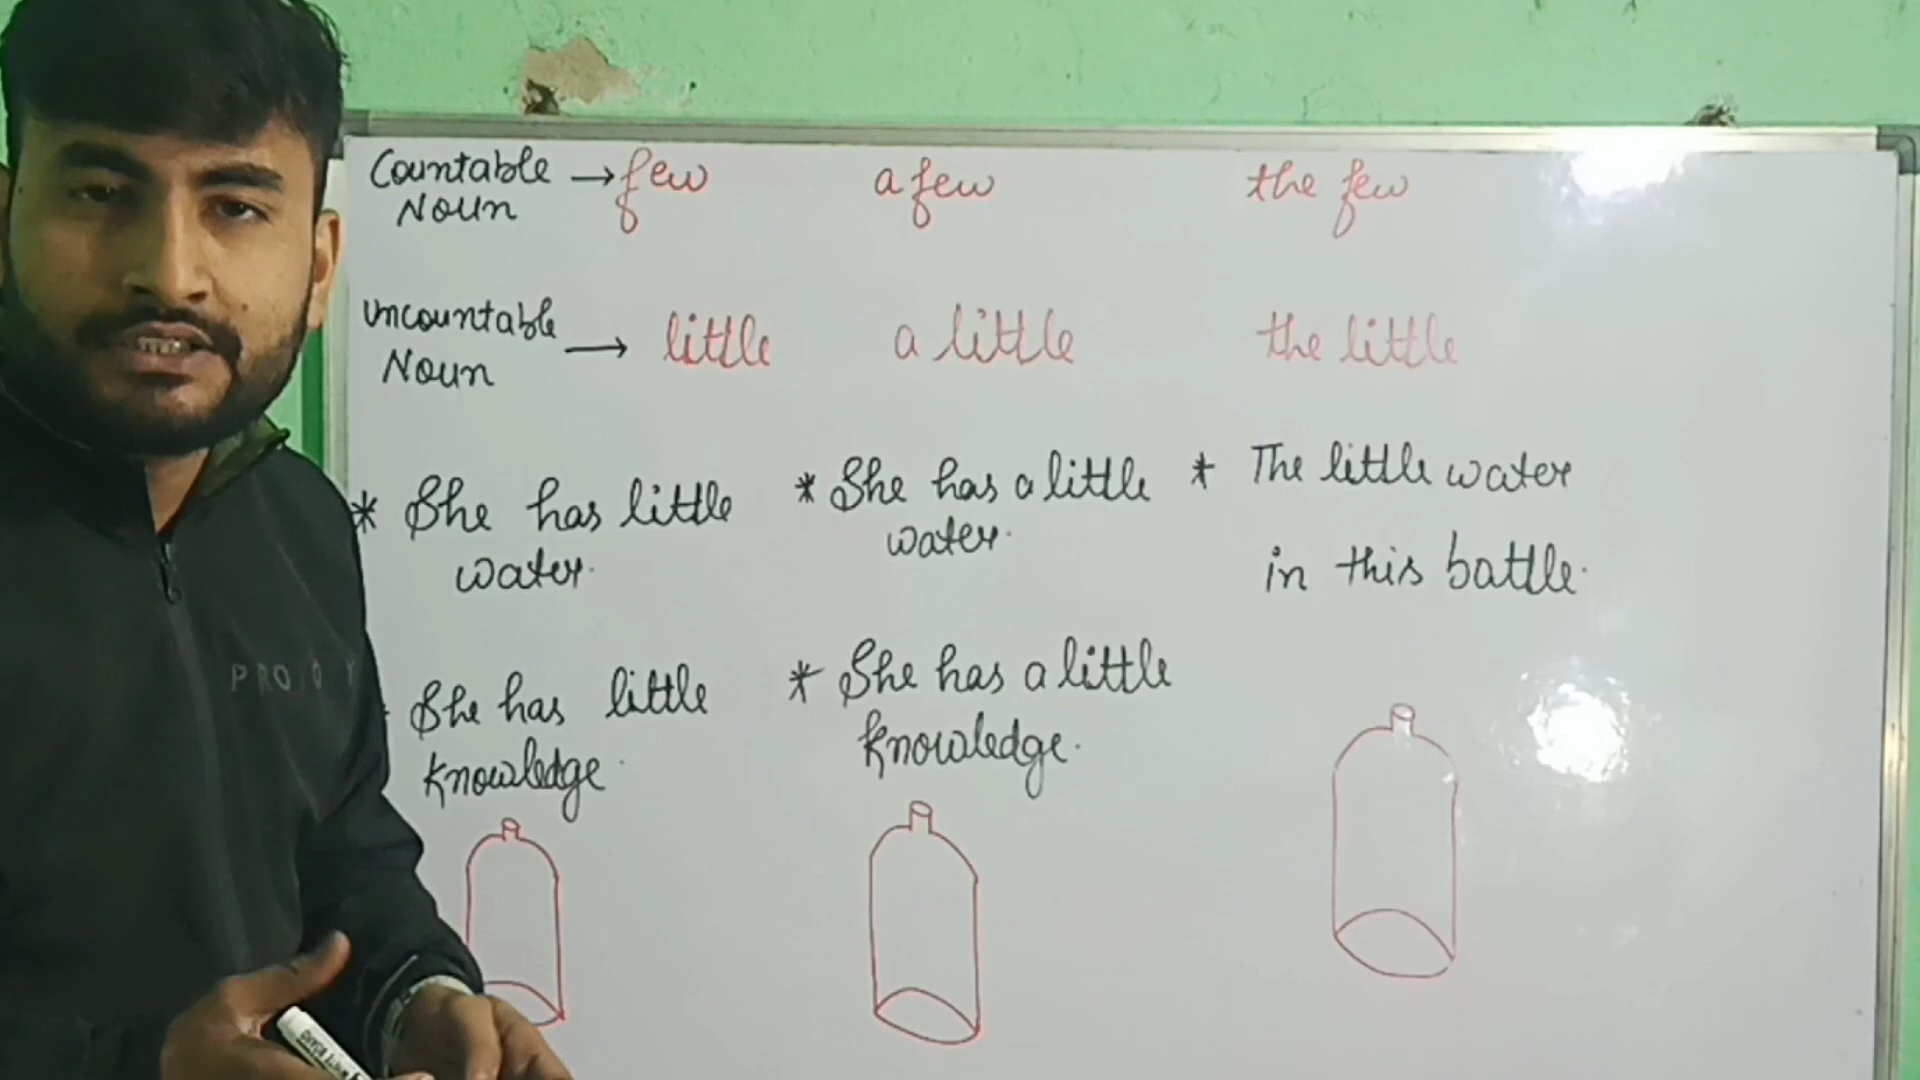 Countable → few a few the few
Noun
Uncountable → little a little the little
Noun
* She has little
water.
* She has a little
water.
* The little water
in this battle.
She has little
knowledge.
* She has a little
knowledge.